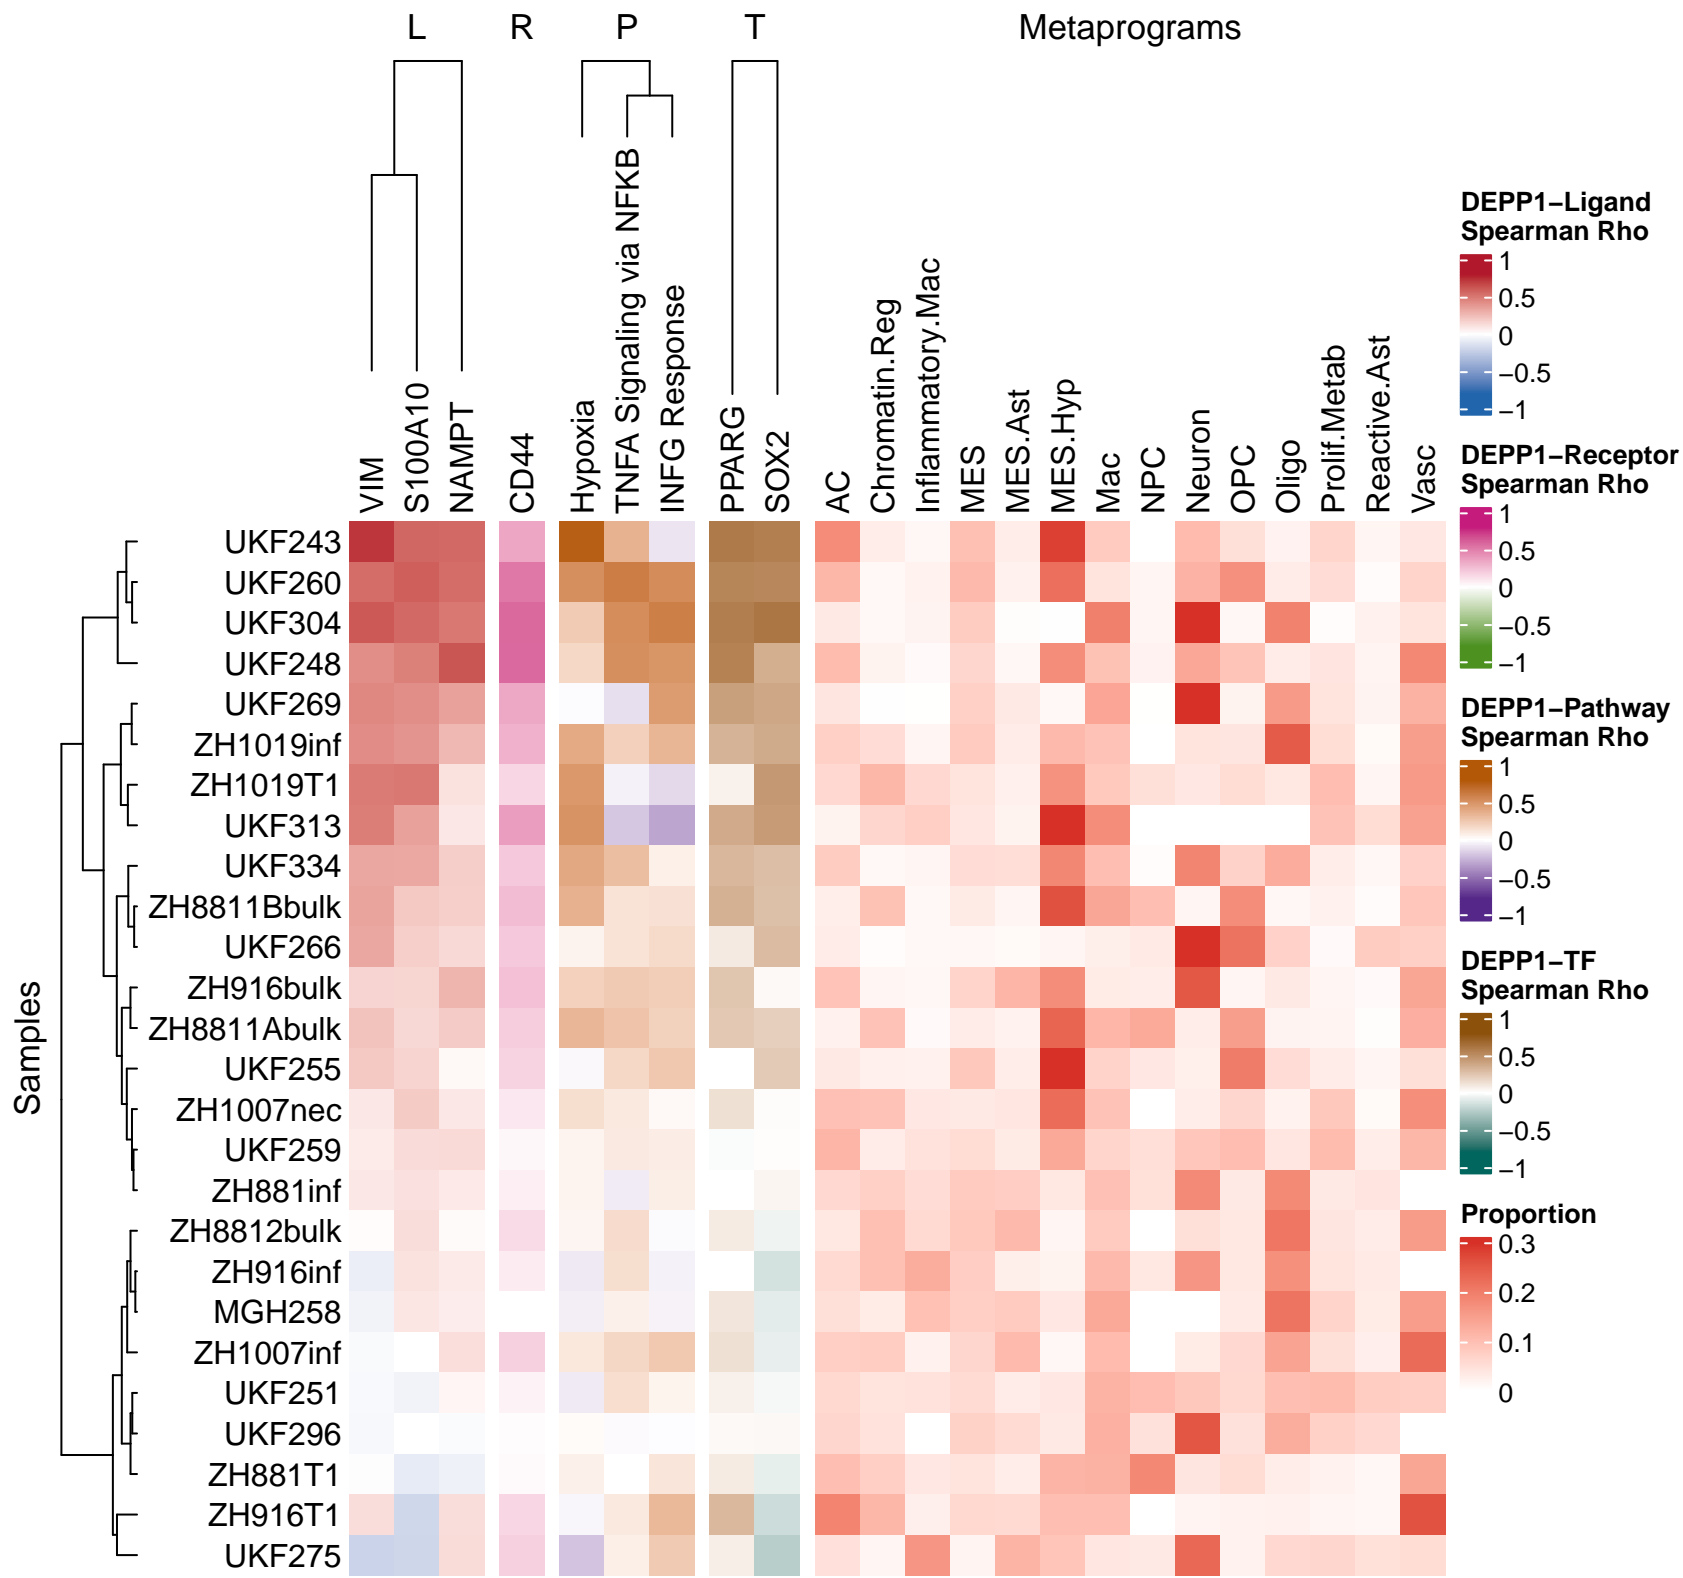 L R P T Metaprograms
VIM
S100A10
NAMPT
CD44
Hypoxia
TNFA Signaling via NFKB
INFG Response
PPARG
SOX2
AC
Chromatin.Reg
Inflammatory.Mac
MES
MES.Ast
MES.Hyp
Mac
NPC
Neuron
OPC
Oligo
Prolif.Metab
Reactive.Ast
Vasc
Samples
UKF243
UKF260
UKF304
UKF248
UKF269
ZH1019inf
ZH1019T1
UKF313
UKF334
ZH8811Bbulk
UKF266
ZH916bulk
ZH8811Abulk
UKF255
ZH1007nec
UKF259
ZH881inf
ZH8812bulk
ZH916inf
MGH258
ZH1007inf
UKF251
UKF296
ZH881T1
ZH916T1
UKF275
DEPP1−Ligand
Spearman Rho
1
0.5
0
−0.5
−1
DEPP1−Receptor
Spearman Rho
1
0.5
0
−0.5
−1
DEPP1−Pathway
Spearman Rho
1
0.5
0
−0.5
−1
DEPP1−TF
Spearman Rho
1
0.5
0
−0.5
−1
Proportion
0.3
0.2
0.1
0